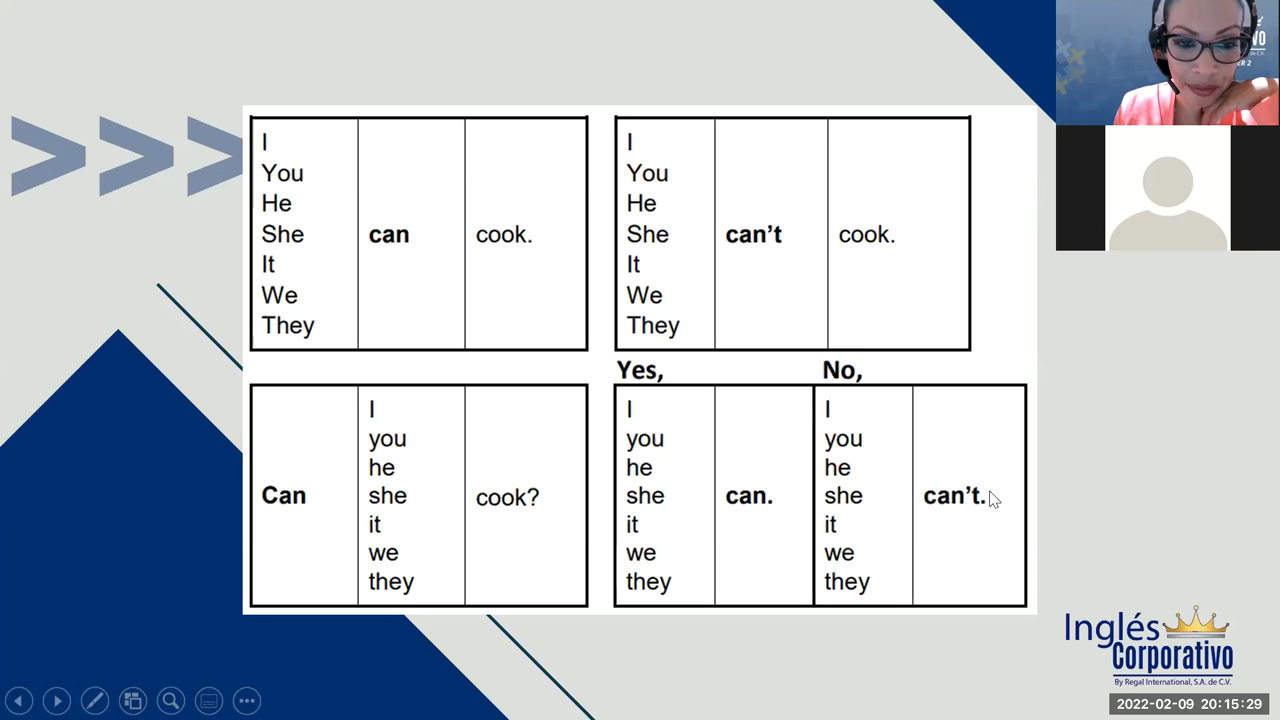 I
You
He
She
It
We
They
can
cook.
I
You
He
She
It
We
They
can't
cook.
Can
I
you
he
she
it
we
they
cook?
Yes,
I
you
he
she
it
we
they
can.
No,
I
you
he
she
it
we
they
can't.
Inglés
Corporativo
By Regal International, S.A. de C.V.
2022-02-09 20:15:29